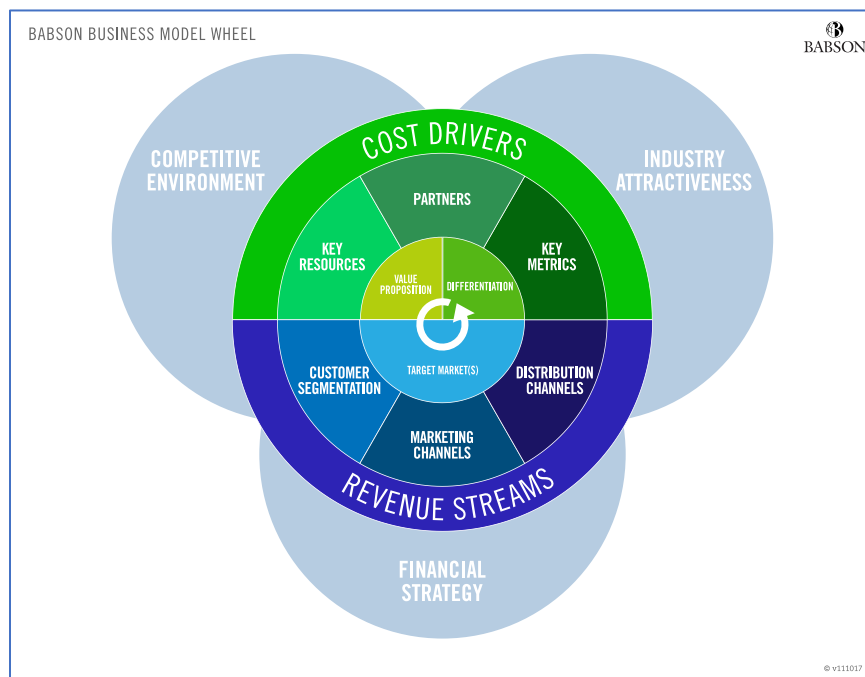 BABSON BUSINESS MODEL WHEEL
BABSON
COMPETITIVE
ENVIRONMENT
INDUSTRY
ATTRACTIVENESS
COST DRIVERS
PARTNERS
KEY
RESOURCES
KEY
METRICS
VALUE
PROPOSITION
DIFFERENTIATION
TARGET MARKET(S)
CUSTOMER
SEGMENTATION
DISTRIBUTION
CHANNELS
MARKETING
CHANNELS
REVENUE STREAMS
FINANCIAL
STRATEGY
© v111017